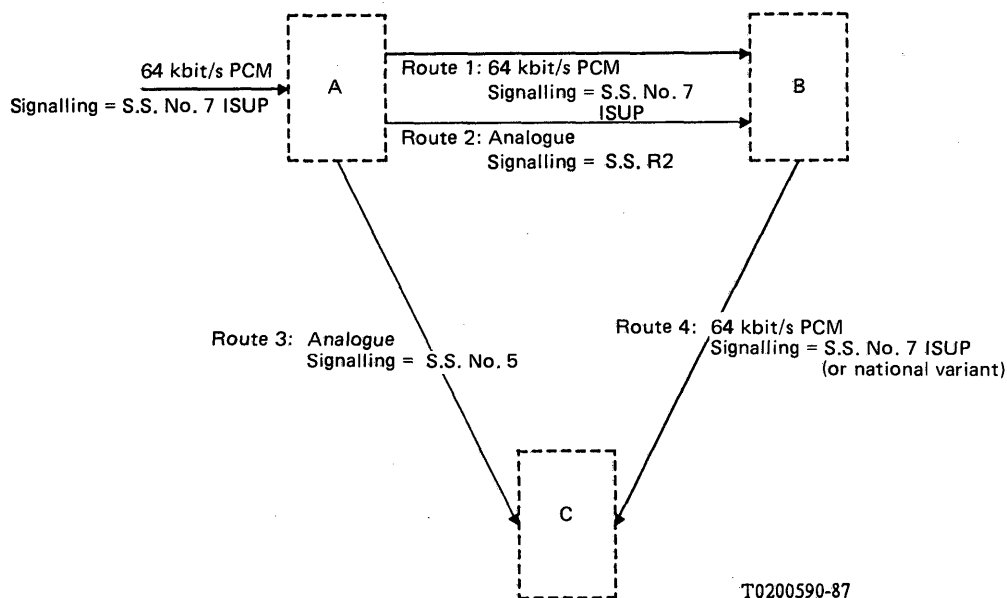 64 kbit/s PCM
Signalling = S.S. No. 7 ISUP
A
Route 1: 64 kbit/s PCM
Signalling = S.S. No. 7
ISUP
Route 2: Analogue
Signalling = S.S. R2
B
Route 3: Analogue
Signalling = S.S. No. 5
Route 4: 64 kbit/s PCM
Signalling = S.S. No. 7 ISUP
(or national variant)
C
T0200590-87